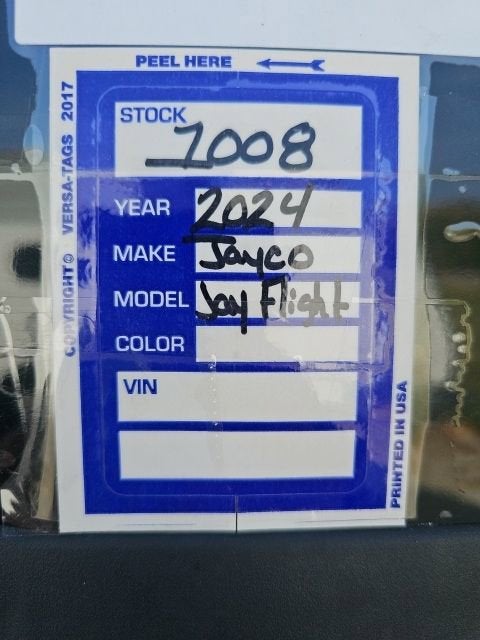 PEEL HERE
COPYRIGHT© VERSA-TAGS 2017
STOCK 7008
YEAR 2024
MAKE Jayco
MODEL Jay Flight
COLOR
VIN
PRINTED IN USA